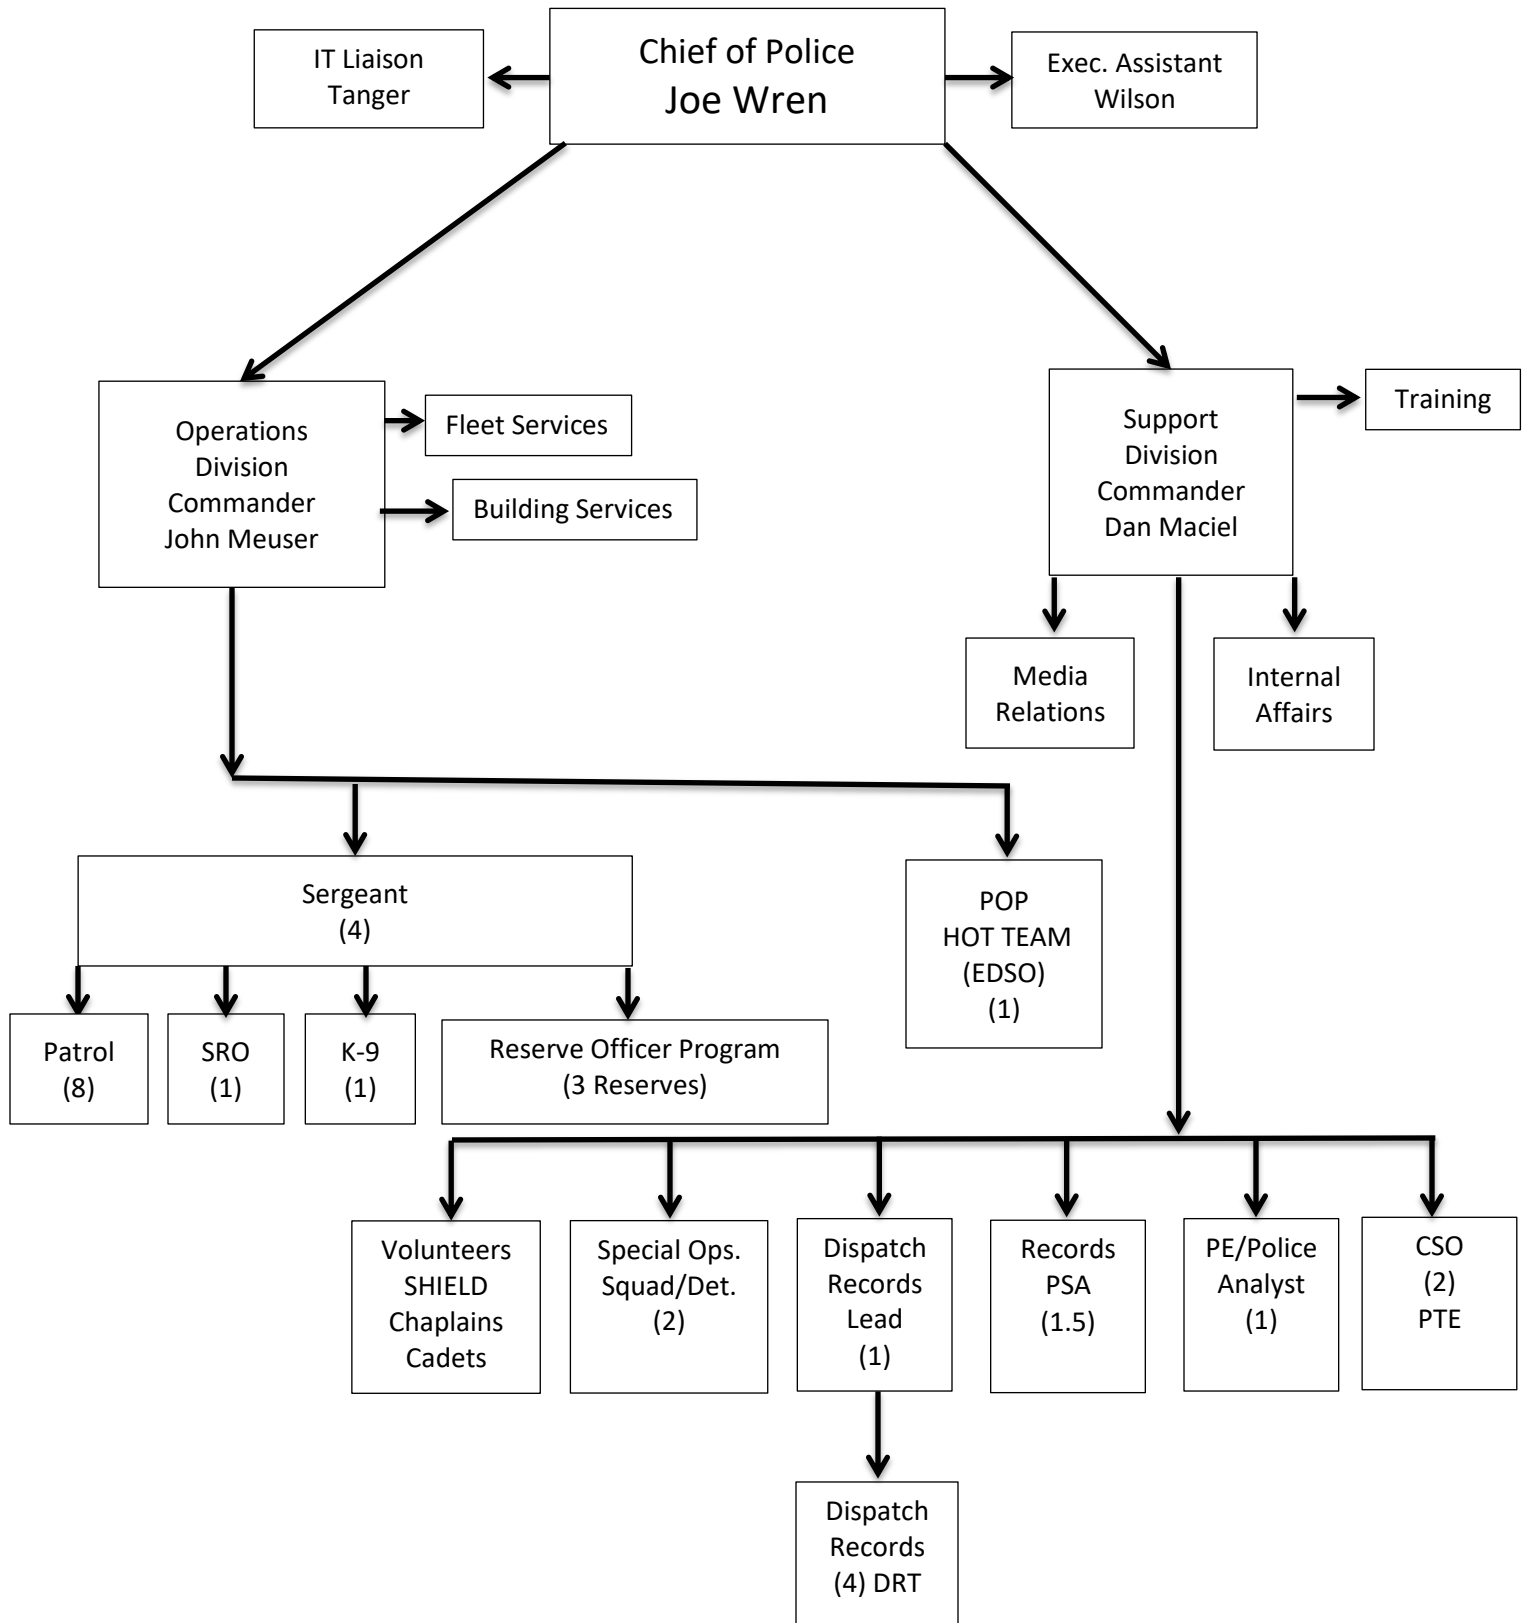 IT Liaison
Tanger
Chief of Police
Joe Wren
Exec. Assistant
Wilson
Operations
Division
Commander
John Meuser
Fleet Services
Building Services
Support
Division
Commander
Dan Maciel
Training
Media
Relations
Internal
Affairs
Sergeant
(4)
POP
HOT TEAM
(EDSO)
(1)
Patrol
(8)
SRO
(1)
K-9
(1)
Reserve Officer Program
(3 Reserves)
Volunteers
SHIELD
Chaplains
Cadets
Special Ops.
Squad/Det.
(2)
Dispatch
Records
Lead
(1)
Records
PSA
(1.5)
PE/Police
Analyst
(1)
CSO
(2)
PTE
Dispatch
Records
(4) DRT